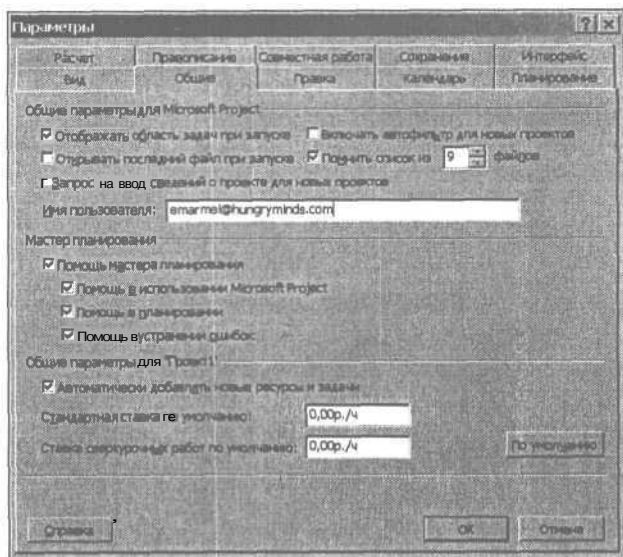 Параметры
Расчет Правописание Совместная работа Сохранение Интерфейс
Вид Общие Правка Календарь Планирование
Общие параметры для Microsoft Project
Отображать область задач при запуске Включать автофильтр для новых проектов
Открывать последний файл при запуске Помнить список из 9 файлов
Запрос на ввод сведений о проекте для новых проектов
Имя пользователя: emarmel@hungryminds.com
Мастер планирования
Помощь мастера планирования
Помощь в использовании Microsoft Project
Помощь в планировании
Помощь в устранении ошибок
Общие параметры для 'Проект1'
Автоматически добавлять новые ресурсы и задачи
Стандартная ставка ге умолчанию: 0,00р./ч
Ставка сверхурочных работ по умолчанию: 0,00р./ч По умолчанию
Справка ОК Отмена